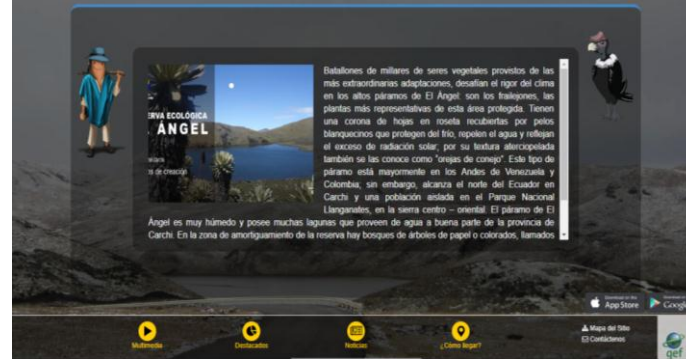 ERVA ECOLÓGICA
ÁNGEL
os de creación
Batallones de millares de seres vegetales provistos de las
más extraordinarias adaptaciones, desafían el rigor del clima
en los altos páramos de El Ángel: son los frailejones, las
plantas más representativas de esta área protegida. Tienen
una corona de hojas en roseta recubiertas por pelos
blanquecinos que protegen del frío, repelen el agua y reflejan
el exceso de radiación solar; por su textura aterciopelada
también se las conoce como "orejas de conejo". Este tipo de
páramo está mayormente en los Andes de Venezuela y
Colombia; sin embargo, alcanza el norte del Ecuador en
Carchi y una población aislada en el Parque Nacional
Llanganates, en la sierra centro – oriental. El páramo de El
Ángel es muy húmedo y posee muchas lagunas que proveen de agua a buena parte de la provincia de
Carchi. En la zona de amortiguamiento de la reserva hay bosques de árboles de papel o colorados, llamados
App Store
Google
Multimedia
Destacados
Noticias
¿Cómo llegar?
Mapa del Sitio
Contáctenos
qef